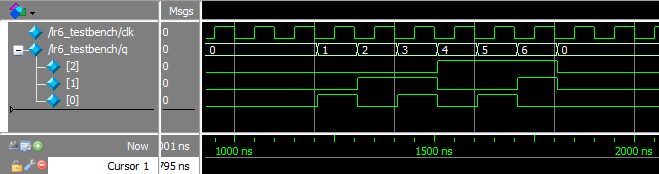 Msgs
/lr6_testbench/clk 0
/lr6_testbench/q 0 0 1 2 3 4 5 6 0
[2] 0
[1] 0
[0] 0
Now 001 ns 1000 ns 1500 ns 2000 ns
Cursor 1 795 ns